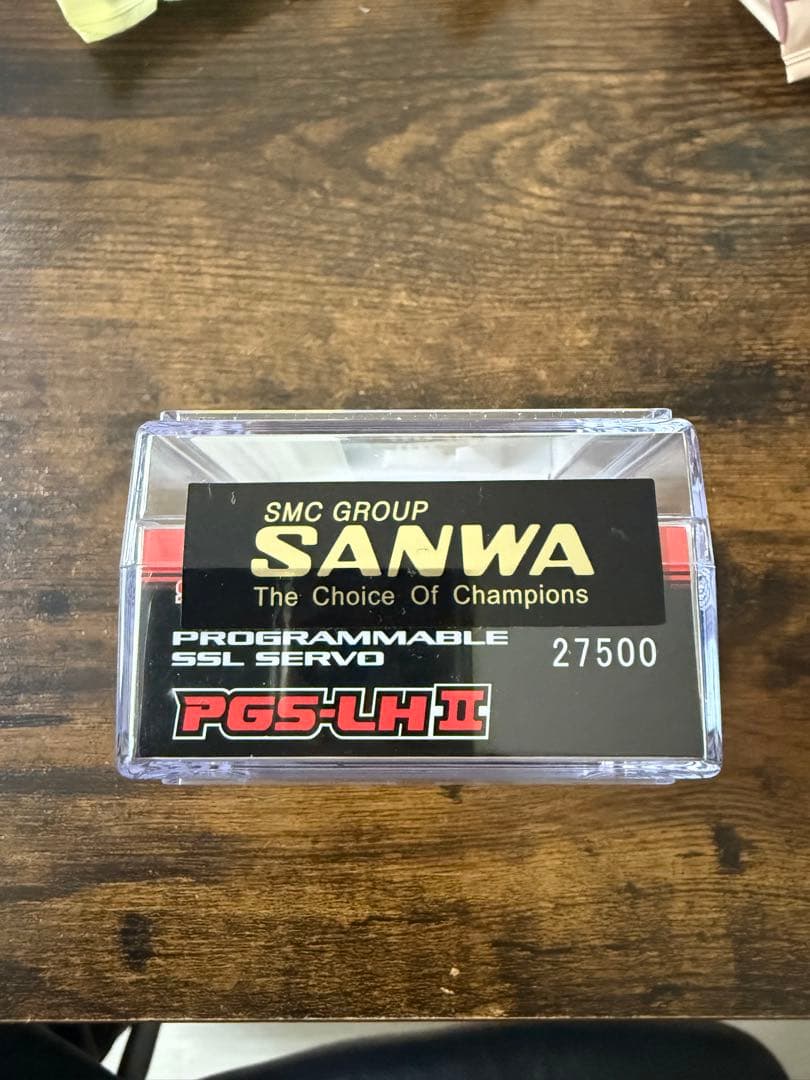 SMC GROUP
SANWA
The Choice Of Champions
PROGRAMMABLE
SSL SERVO
27500
PGS-LH II